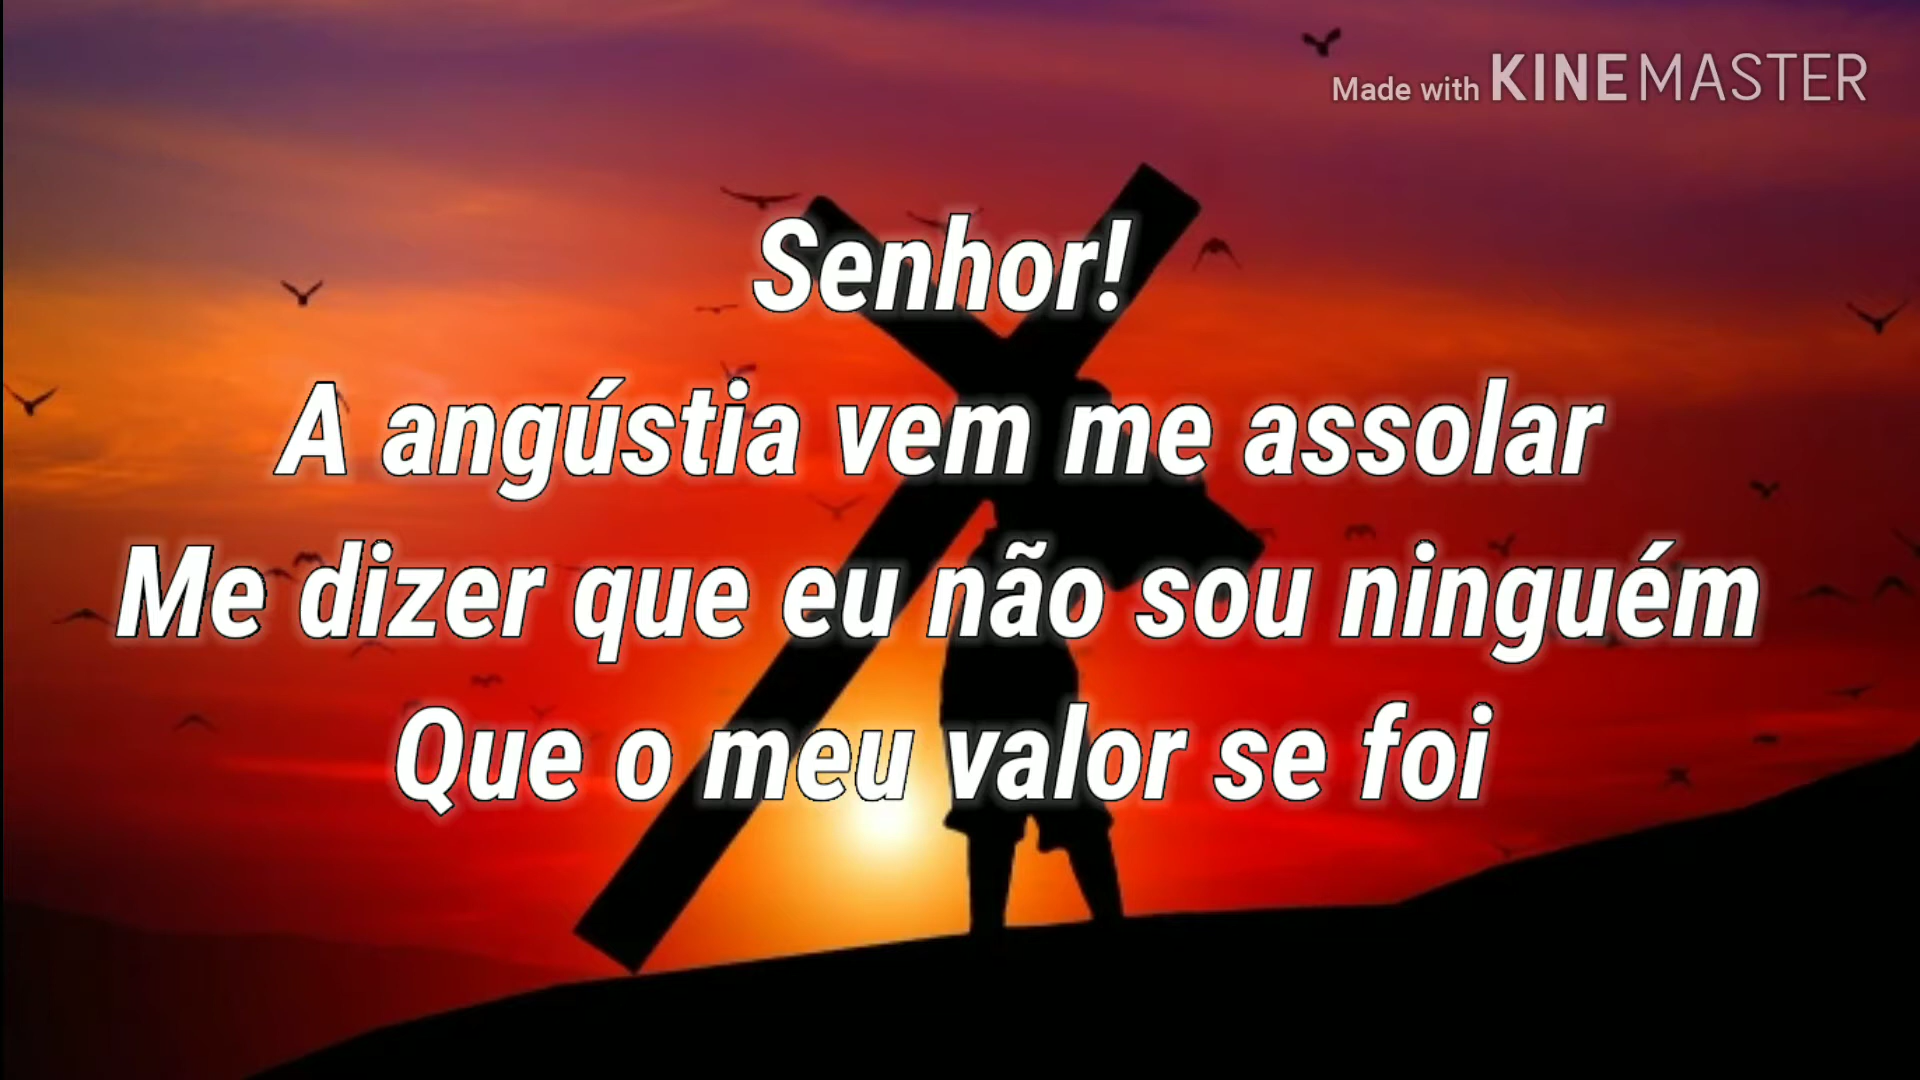 Made with KINEMASTER
Senhor!
A angústia vem me assolar
Me dizer que eu não sou ninguém
Que o meu valor se foi